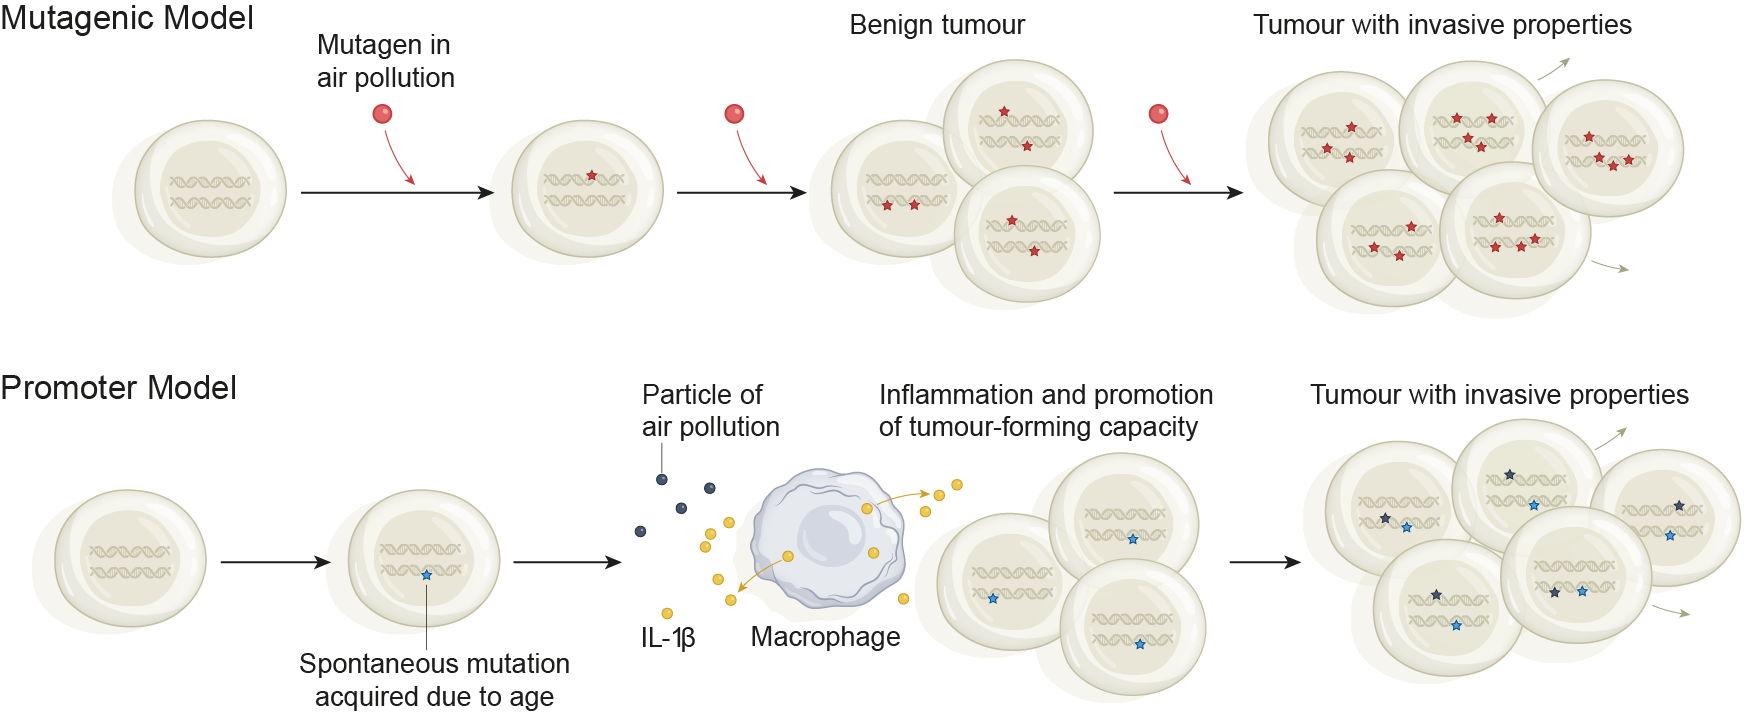 Mutagenic Model
Mutagen in
air pollution
Benign tumour
Tumour with invasive properties
Promoter Model
Particle of
air pollution
Inflammation and promotion
of tumour-forming capacity
Tumour with invasive properties
IL-1β
Macrophage
Spontaneous mutation
acquired due to age